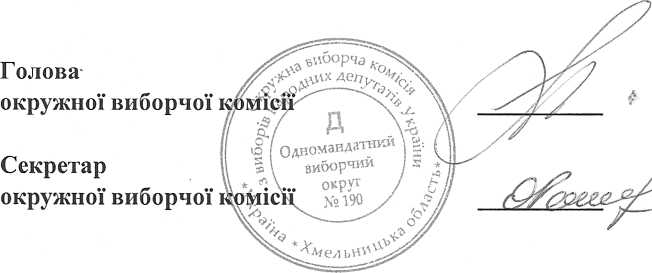 Голова
окружної виборчої комісії
Секретар
окружної виборчої комісії
Окружна виборча комісія
з виборів народних депутатів України
* Україна * Хмельницька область *
Д
Одномандатний
виборчий
округ
№ 190